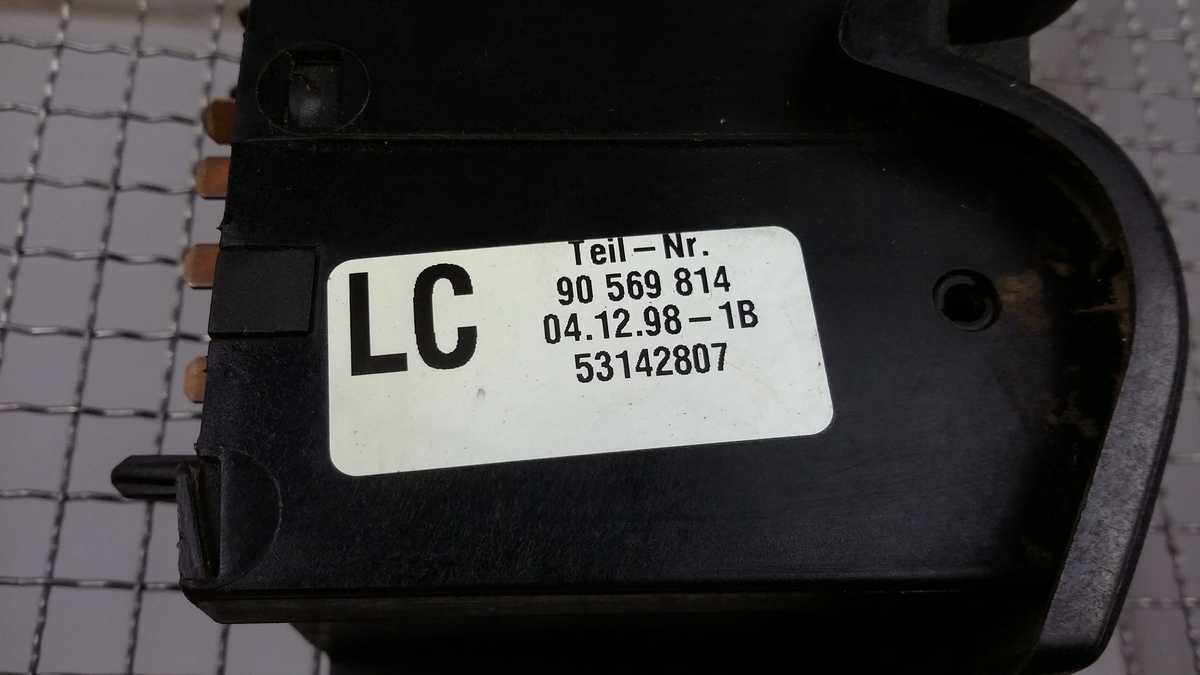 LC
Teil-Nr.
90 569 814
04.12.98-1B
53142807